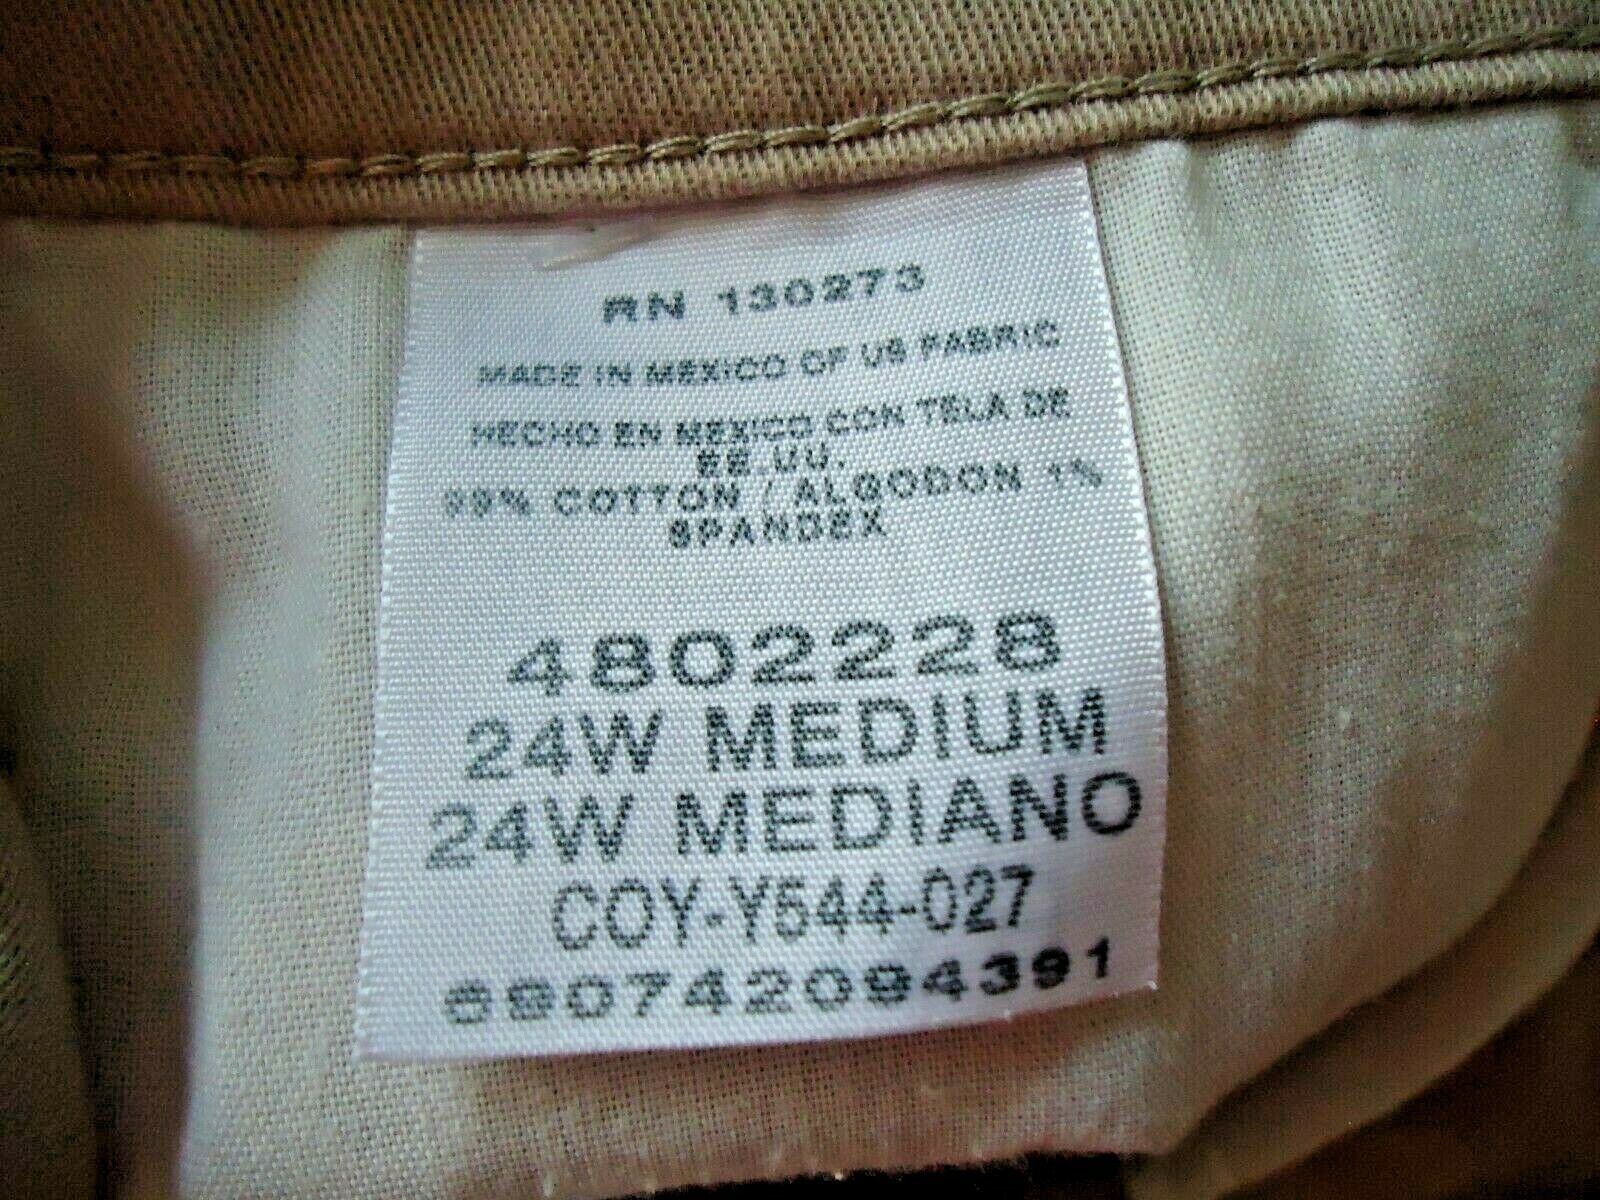 RN 130273
MADE IN MEXICO OF US FABRIC
HECHO EN MEXICO CON TELA DE
EE.UU.
99% COTTON / ALGODON 1%
SPANDEX
4802228
24W MEDIUM
24W MEDIANO
COY-Y544-027
690742094391